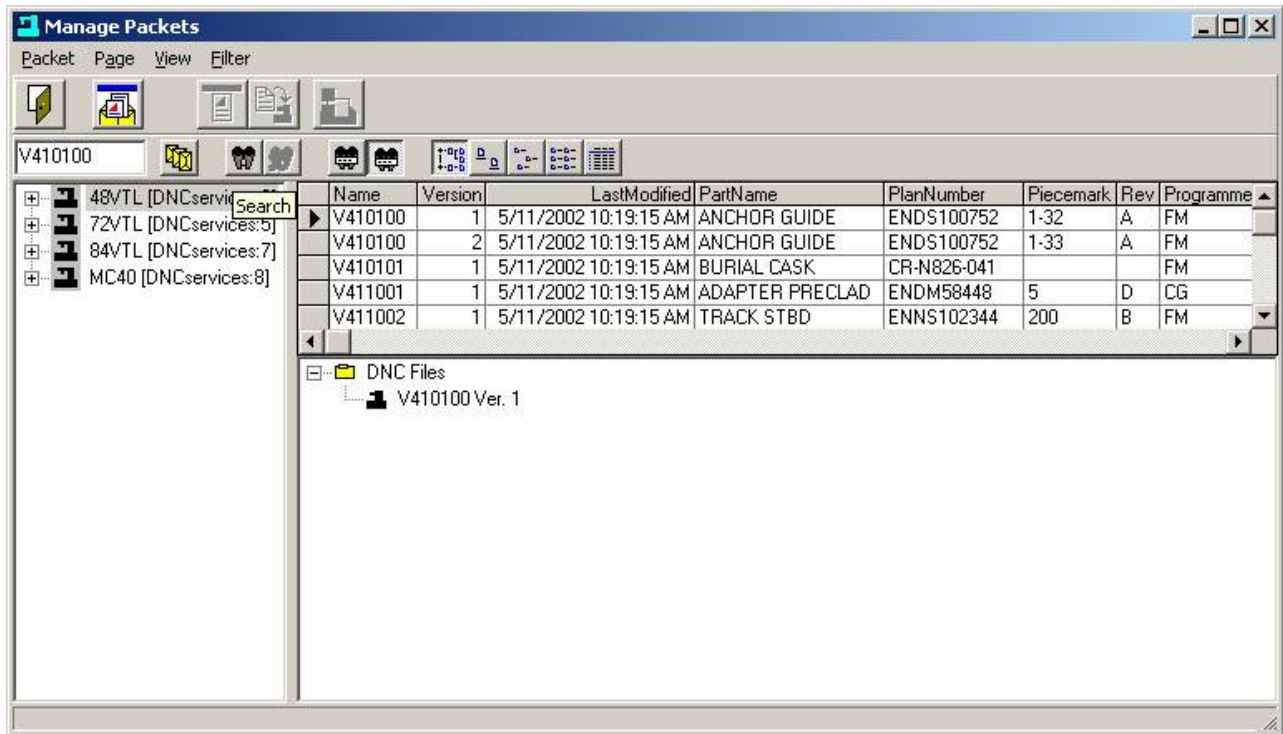 Manage Packets
Packet Page View Filter
V410100
48VTL [DNCservic
Search
72VTL [DNCservices:5]
84VTL [DNCservices:7]
MC40 [DNCservices:8]
Name Version LastModified PartName PlanNumber Piecemark Rev Programme
V410100 1 5/11/2002 10:19:15 AM ANCHOR GUIDE ENDS100752 1-32 A FM
V410100 2 5/11/2002 10:19:15 AM ANCHOR GUIDE ENDS100752 1-33 A FM
V410101 1 5/11/2002 10:19:15 AM BURIAL CASK CR-N826-041 FM
V411001 1 5/11/2002 10:19:15 AM ADAPTER PRECLAD ENDM58448 5 D CG
V411002 1 5/11/2002 10:19:15 AM TRACK STBD ENNS102344 200 B FM
DNC Files
V410100 Ver. 1